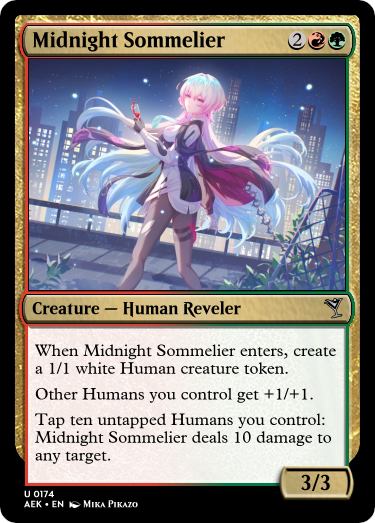 Midnight Sommelier 2
Creature — Human Reveler
When Midnight Sommelier enters, create
a 1/1 white Human creature token.
Other Humans you control get +1/+1.
Tap ten untapped Humans you control:
Midnight Sommelier deals 10 damage to
any target.
3/3
U 0174
AEK • EN Mika Pikazo